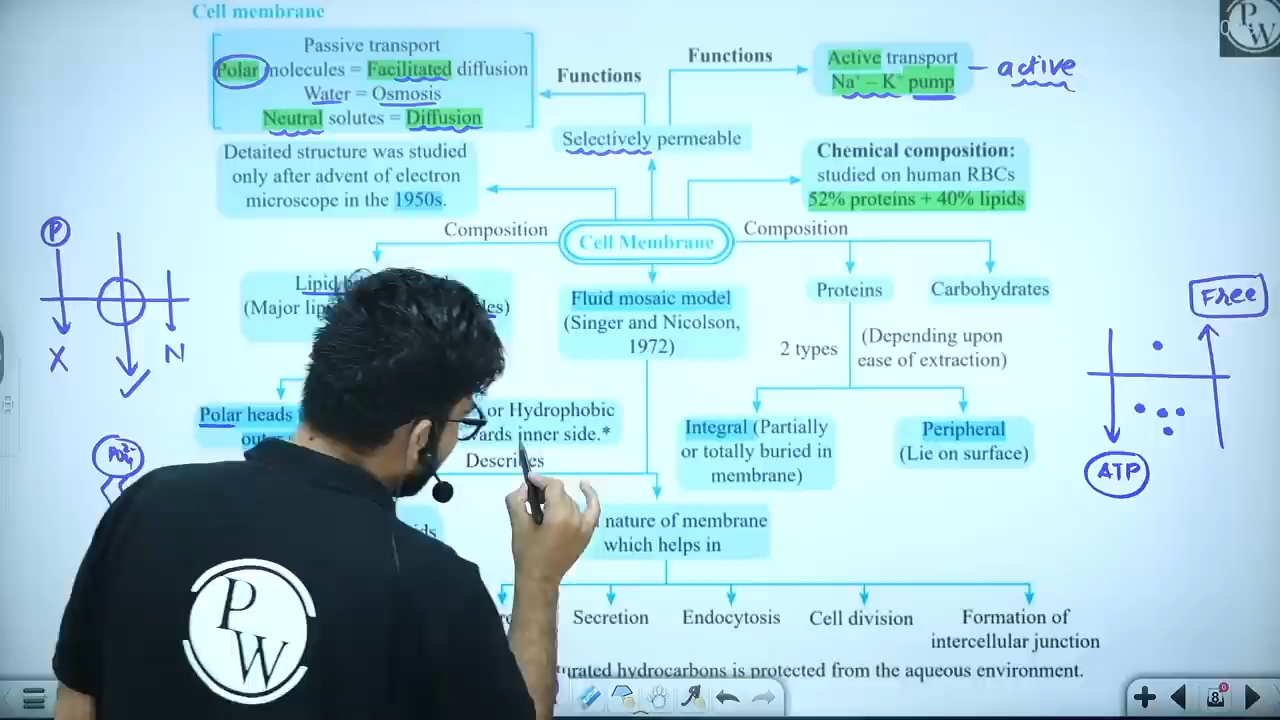 Cell membrane
Passive transport
Polar molecules = Facilitated diffusion
Water = Osmosis
Neutral solutes = Diffusion
Functions
Functions
Active transport
Na⁺ – K⁺ pump
– active
Selectively permeable
Detaited structure was studied
only after advent of electron
microscope in the 1950s.
Chemical composition:
studied on human RBCs
52% proteins + 40% lipids
Composition
Cell Membrane
Composition
Lipid
(Major
Fluid mosaic model
(Singer and Nicolson,
1972)
Proteins
Carbohydrates
2 types
(Depending upon
ease of extraction)
Polar heads
or Hydrophobic
inner side.*
Describes
Integral (Partially
or totally buried in
membrane)
Peripheral
(Lie on surface)
nature of membrane
which helps in
Secretion
Endocytosis
Cell division
Formation of
intercellular junction
hydrocarbons is protected from the aqueous environment.
P
X
N
Free
ATP
PW
PW
8